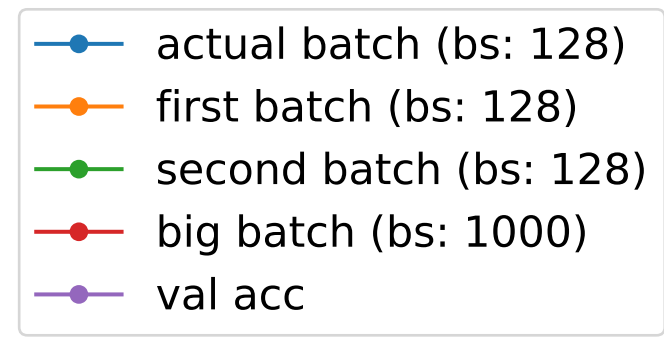 actual batch (bs: 128)
first batch (bs: 128)
second batch (bs: 128)
big batch (bs: 1000)
val acc